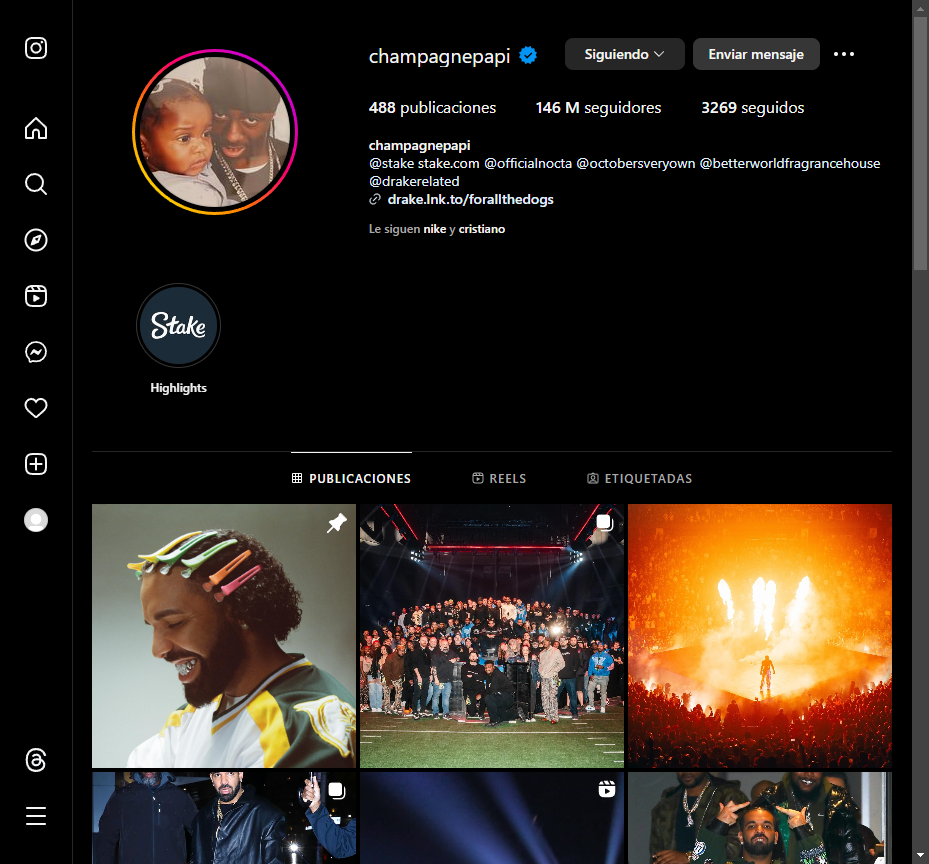 champagnepapi
Siguiendo
Enviar mensaje
488 publicaciones
146 M seguidores
3269 seguidos
champagnepapi
@stake stake.com @officialnocta @octobersveryown @betterworldfragrancehouse
@drakerelated
drake.lnk.to/forallthedogs
Le siguen nike y cristiano
Stake
Highlights
PUBLICACIONES
REELS
ETIQUETADAS